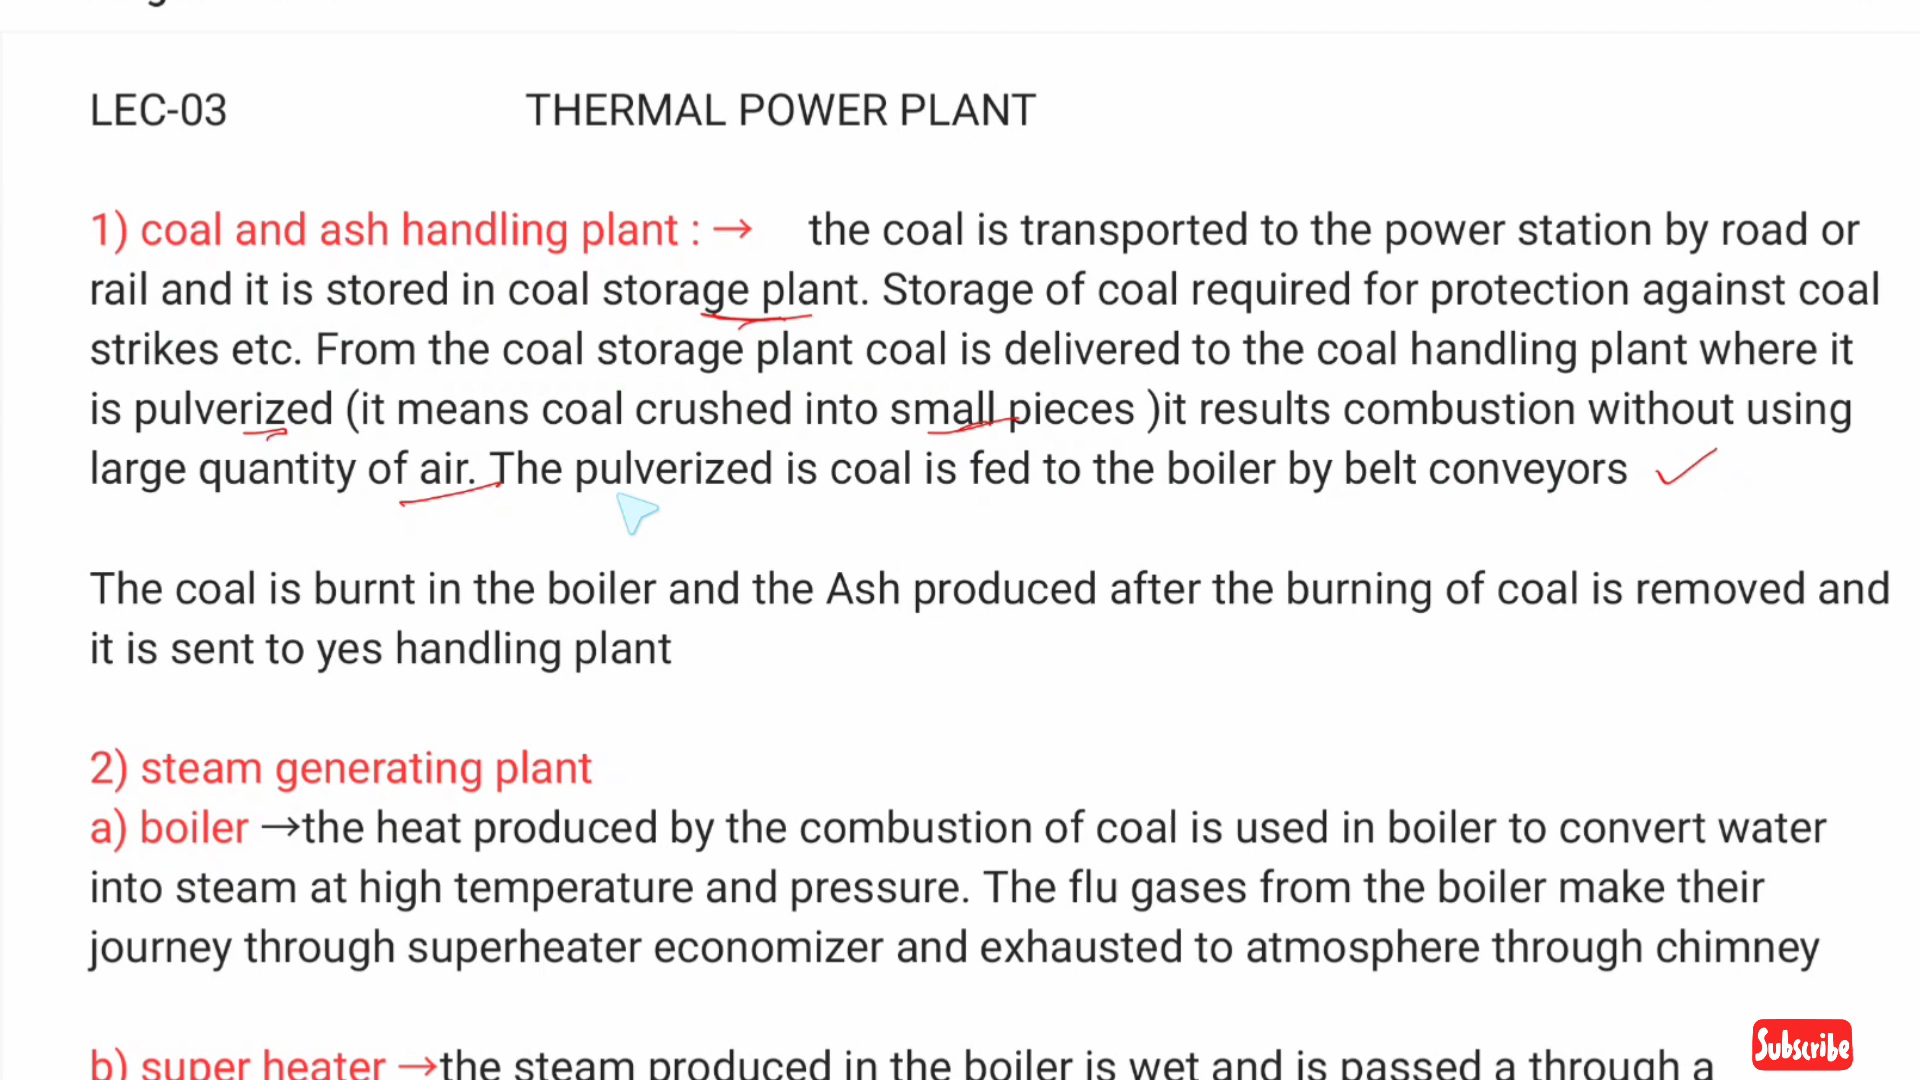 LEC-03 THERMAL POWER PLANT
1) coal and ash handling plant : → the coal is transported to the power station by road or
rail and it is stored in coal storage plant. Storage of coal required for protection against coal
strikes etc. From the coal storage plant coal is delivered to the coal handling plant where it
is pulverized (it means coal crushed into small pieces )it results combustion without using
large quantity of air. The pulverized is coal is fed to the boiler by belt conveyors
The coal is burnt in the boiler and the Ash produced after the burning of coal is removed and
it is sent to yes handling plant
2) steam generating plant
a) boiler →the heat produced by the combustion of coal is used in boiler to convert water
into steam at high temperature and pressure. The flu gases from the boiler make their
journey through superheater economizer and exhausted to atmosphere through chimney
b) super heater →the steam produced in the boiler is wet and is passed a through a
Subscribe